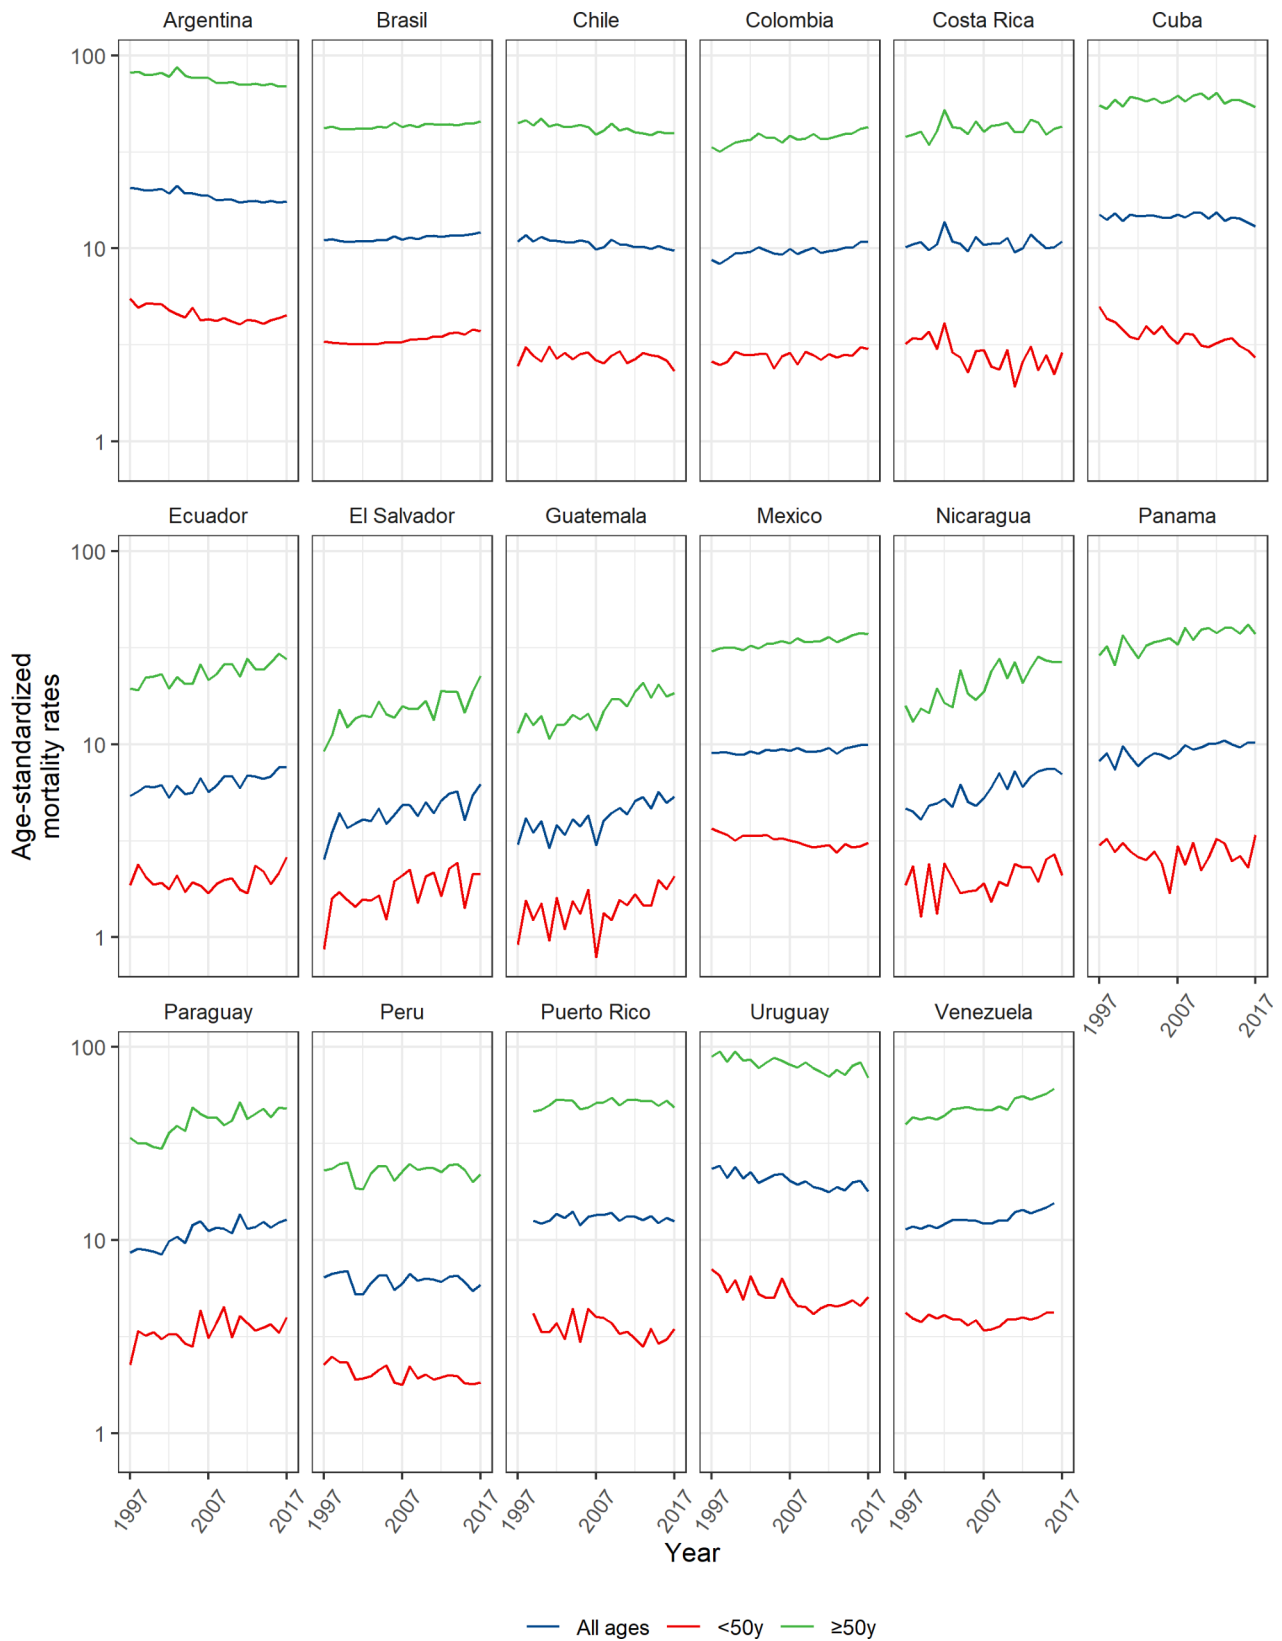 Argentina Brasil Chile Colombia Costa Rica Cuba
100
10
1
Ecuador El Salvador Guatemala Mexico Nicaragua Panama
100
10
1
1997 2007 2017
Paraguay Peru Puerto Rico Uruguay Venezuela
100
10
1
1997 2007 2017 1997 2007 2017 1997 2007 2017 1997 2007 2017 1997 2007 2017
Age-standardized
mortality rates
Year
All ages <50y ≥50y